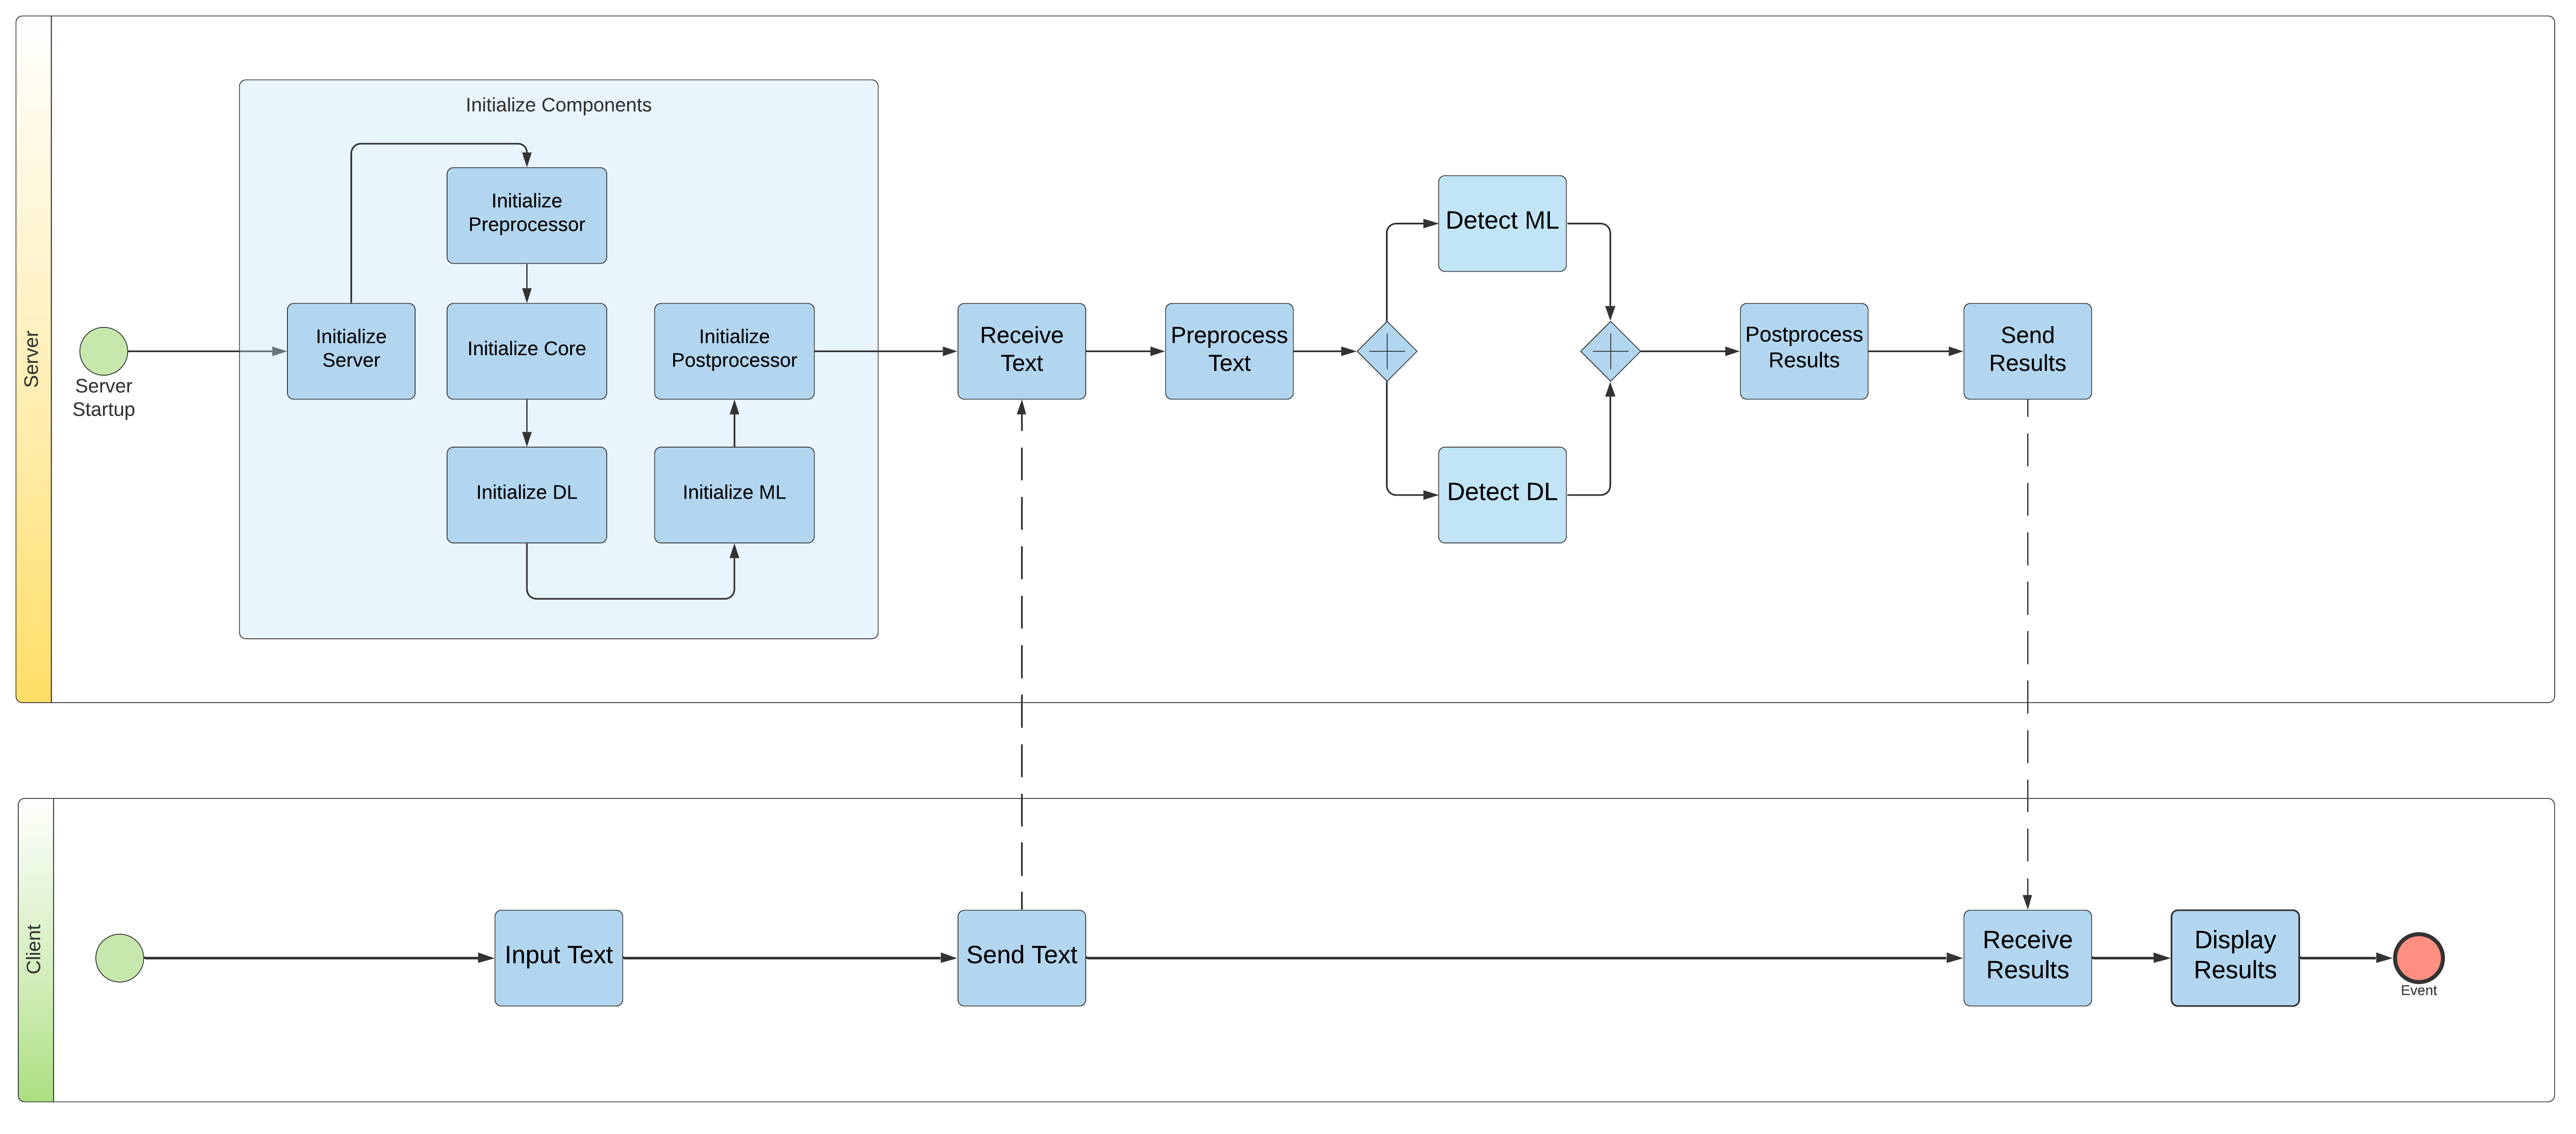 Server
Server
Startup
Initialize Components
Initialize
Server
Initialize
Preprocessor
Initialize Core
Initialize DL
Initialize ML
Initialize
Postprocessor
Receive
Text
Preprocess
Text
Detect ML
Detect DL
Postprocess
Results
Send
Results
Client
Input Text
Send Text
Receive
Results
Display
Results
Event